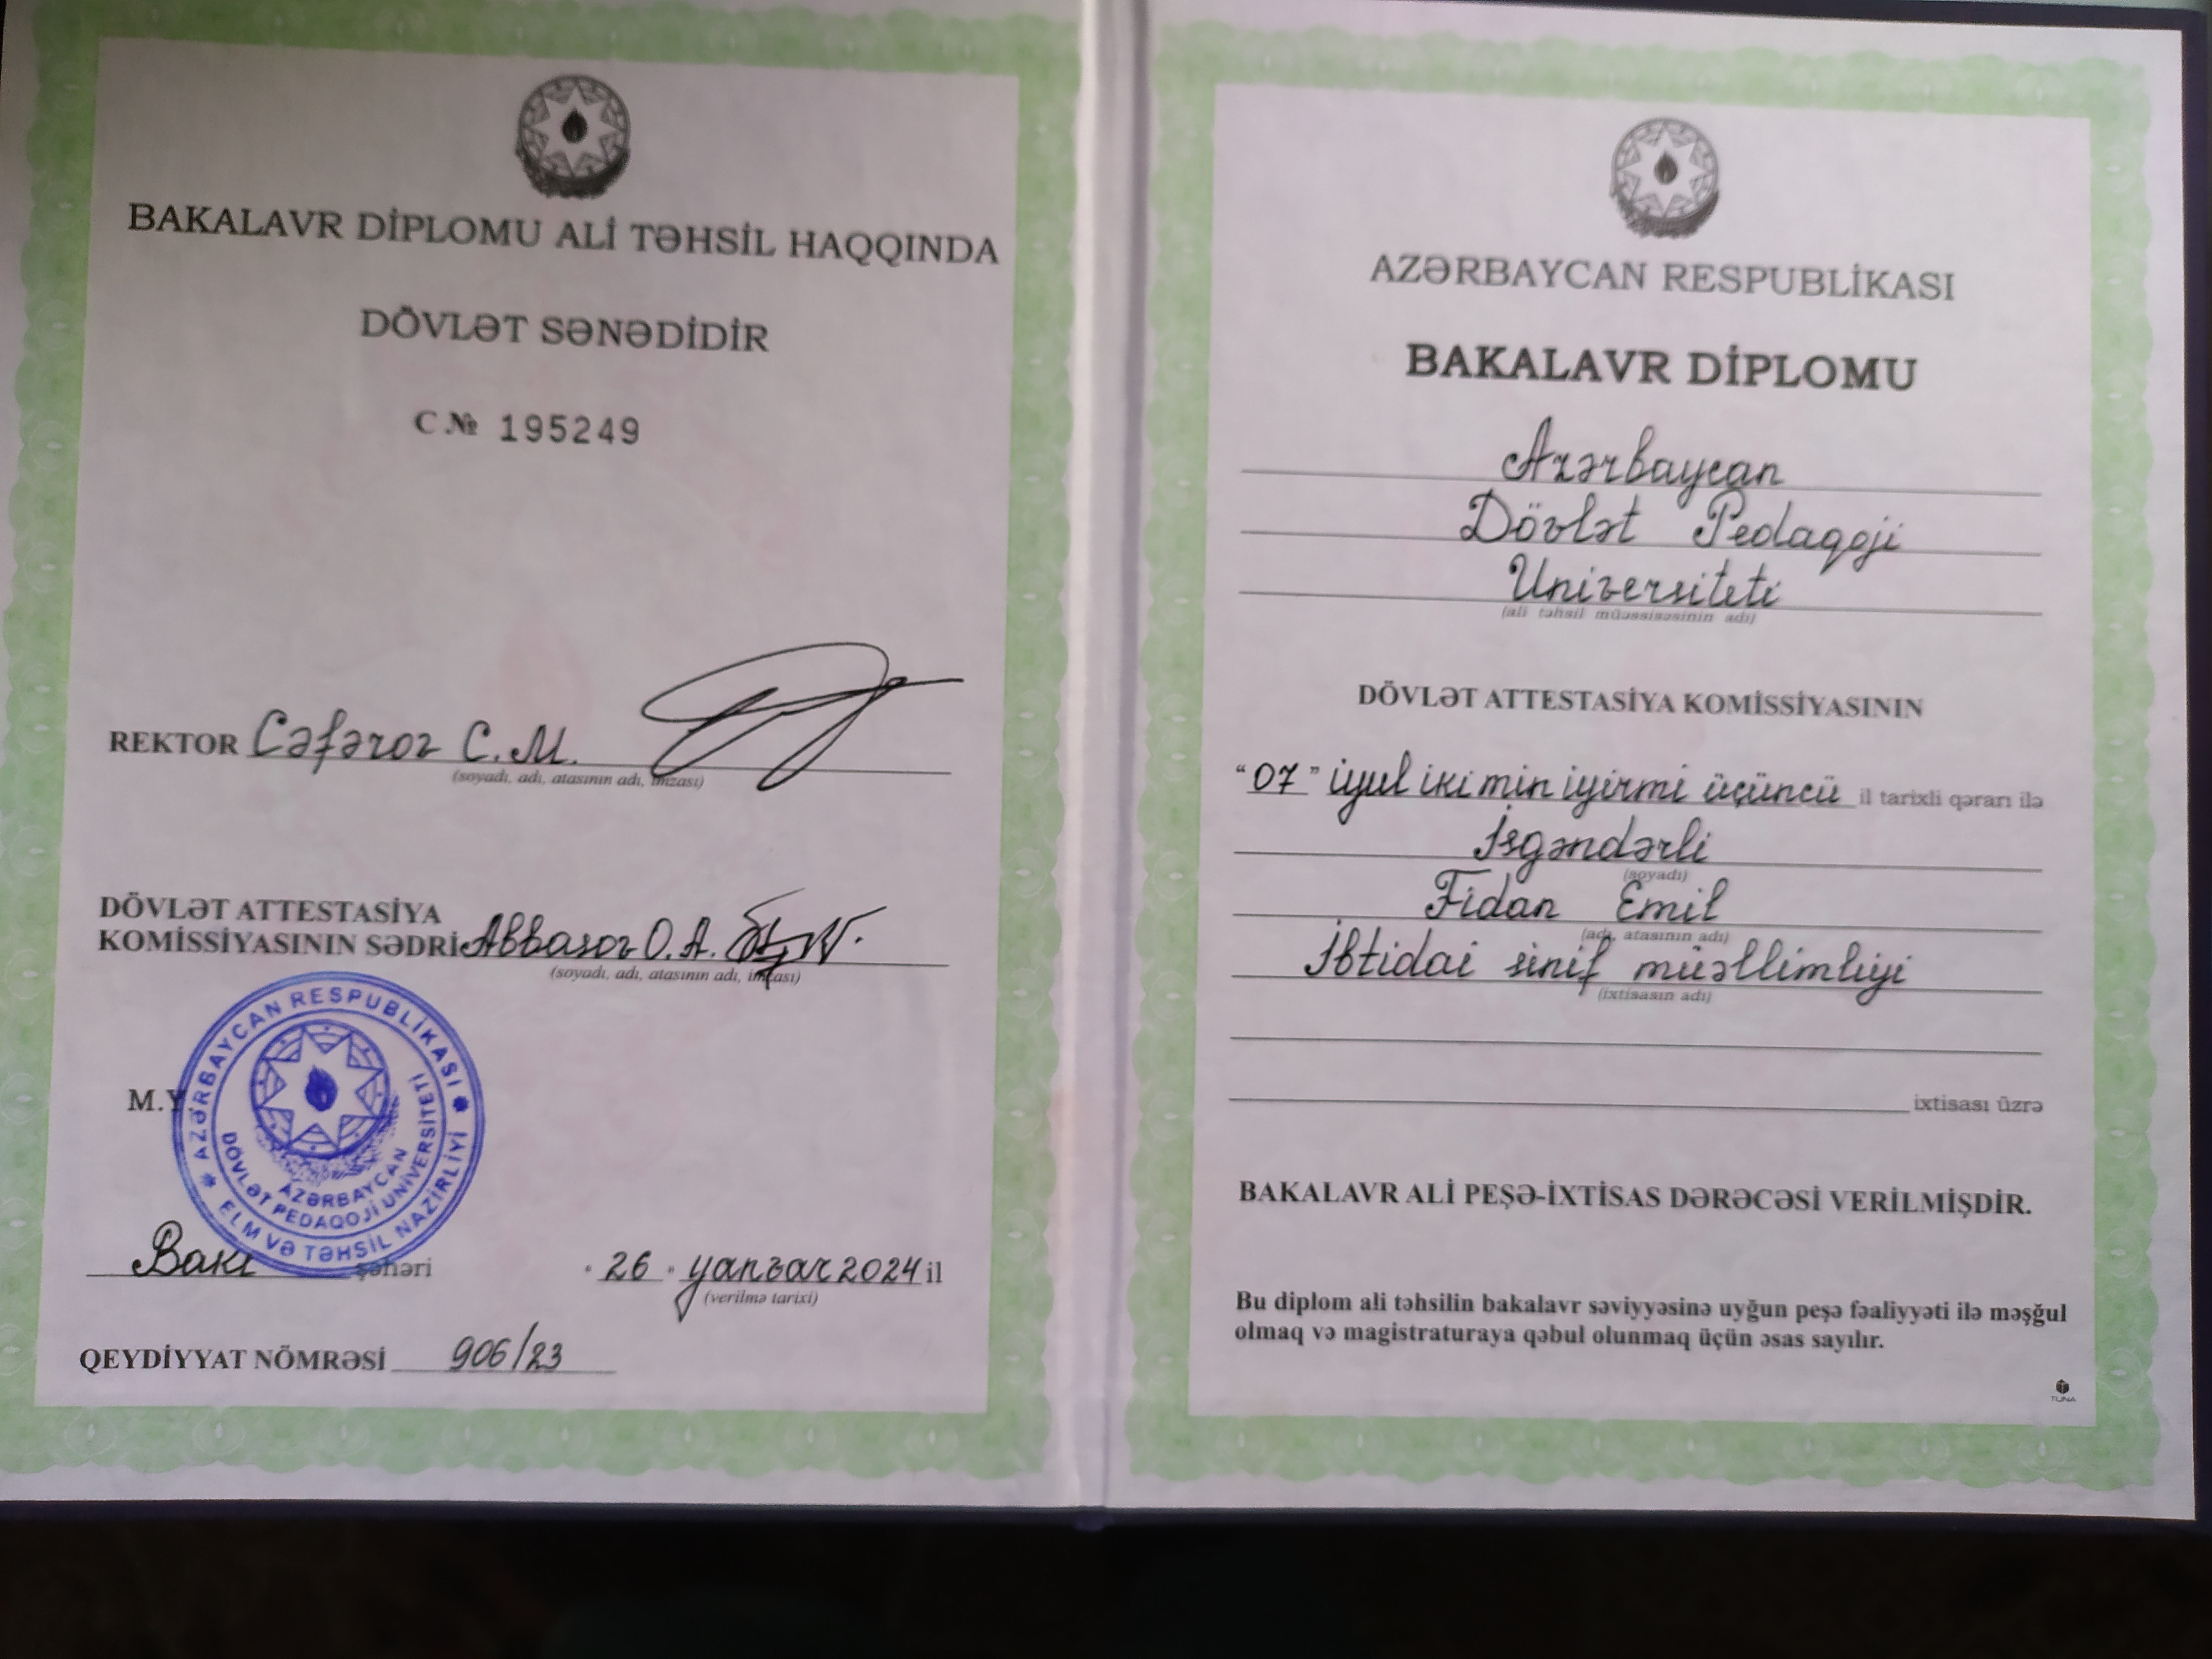 BAKALAVR DİPLOMU ALİ TƏHSİL HAQQINDA
DÖVLƏT SƏNƏDİDİR
C № 195249
REKTOR Cəfərov C.M.
(soyadı, adı, atasının adı, imzası)
DÖVLƏT ATTESTASİYA
KOMİSSİYASININ SƏDRİ Abbasov O.A.
(soyadı, adı, atasının adı, imzası)
M.Y
AZƏRBAYCAN RESPUBLİKASI
ELM VƏ TƏHSİL NAZİRLİYİ
AZƏRBAYCAN
DÖVLƏT PEDAQOJİ UNİVERSİTETİ
Bakı şəhəri "26" yanvar 2024 il
(verilmə tarixi)
QEYDİYYAT NÖMRƏSİ 906/23
AZƏRBAYCAN RESPUBLİKASI
BAKALAVR DİPLOMU
Azərbaycan
Dövlət Pedaqoji
Universiteti
(ali təhsil müəssisəsinin adı)
DÖVLƏT ATTESTASİYA KOMİSSİYASININ
"07" iyul iki min iyirmi üçüncü il tarixli qərarı ilə
İsgəndərli
(soyadı)
Fidan Emil
(adı, atasının adı)
İbtidai sinif müəllimliyi
(ixtisasın adı)
ixtisası üzrə
BAKALAVR ALİ PEŞƏ-İXTİSAS DƏRƏCƏSİ VERİLMİŞDİR.
Bu diplom ali təhsilin bakalavr səviyyəsinə uyğun peşə fəaliyyəti ilə məşğul
olmaq və magistraturaya qəbul olunmaq üçün əsas sayılır.
TUNA